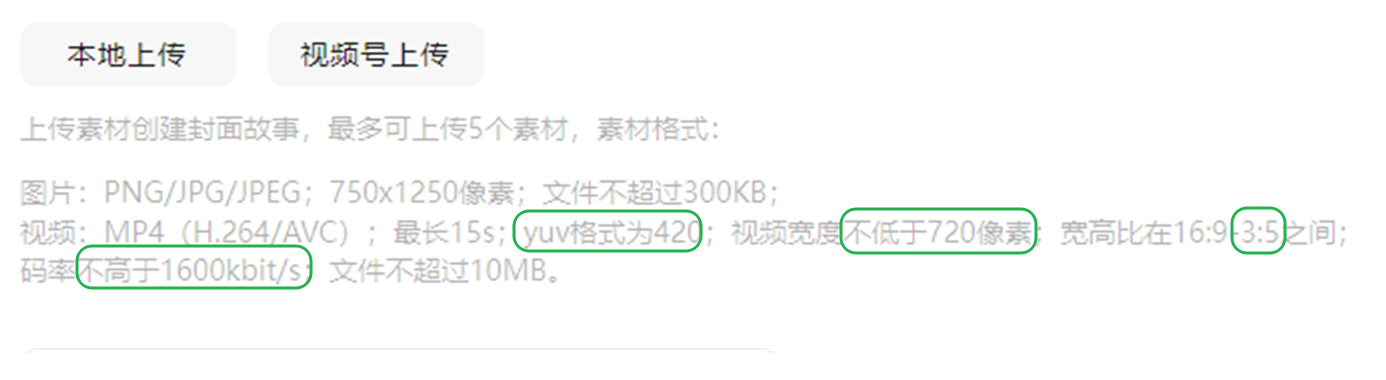 本地上传 视频号上传
上传素材创建封面故事，最多可上传5个素材，素材格式：
图片：PNG/JPG/JPEG；750x1250像素；文件不超过300KB；
视频：MP4（H.264/AVC）；最长15s；yuv格式为420；视频宽度不低于720像素；宽高比在16:9-3:5之间；
码率不高于1600kbit/s；文件不超过10MB。